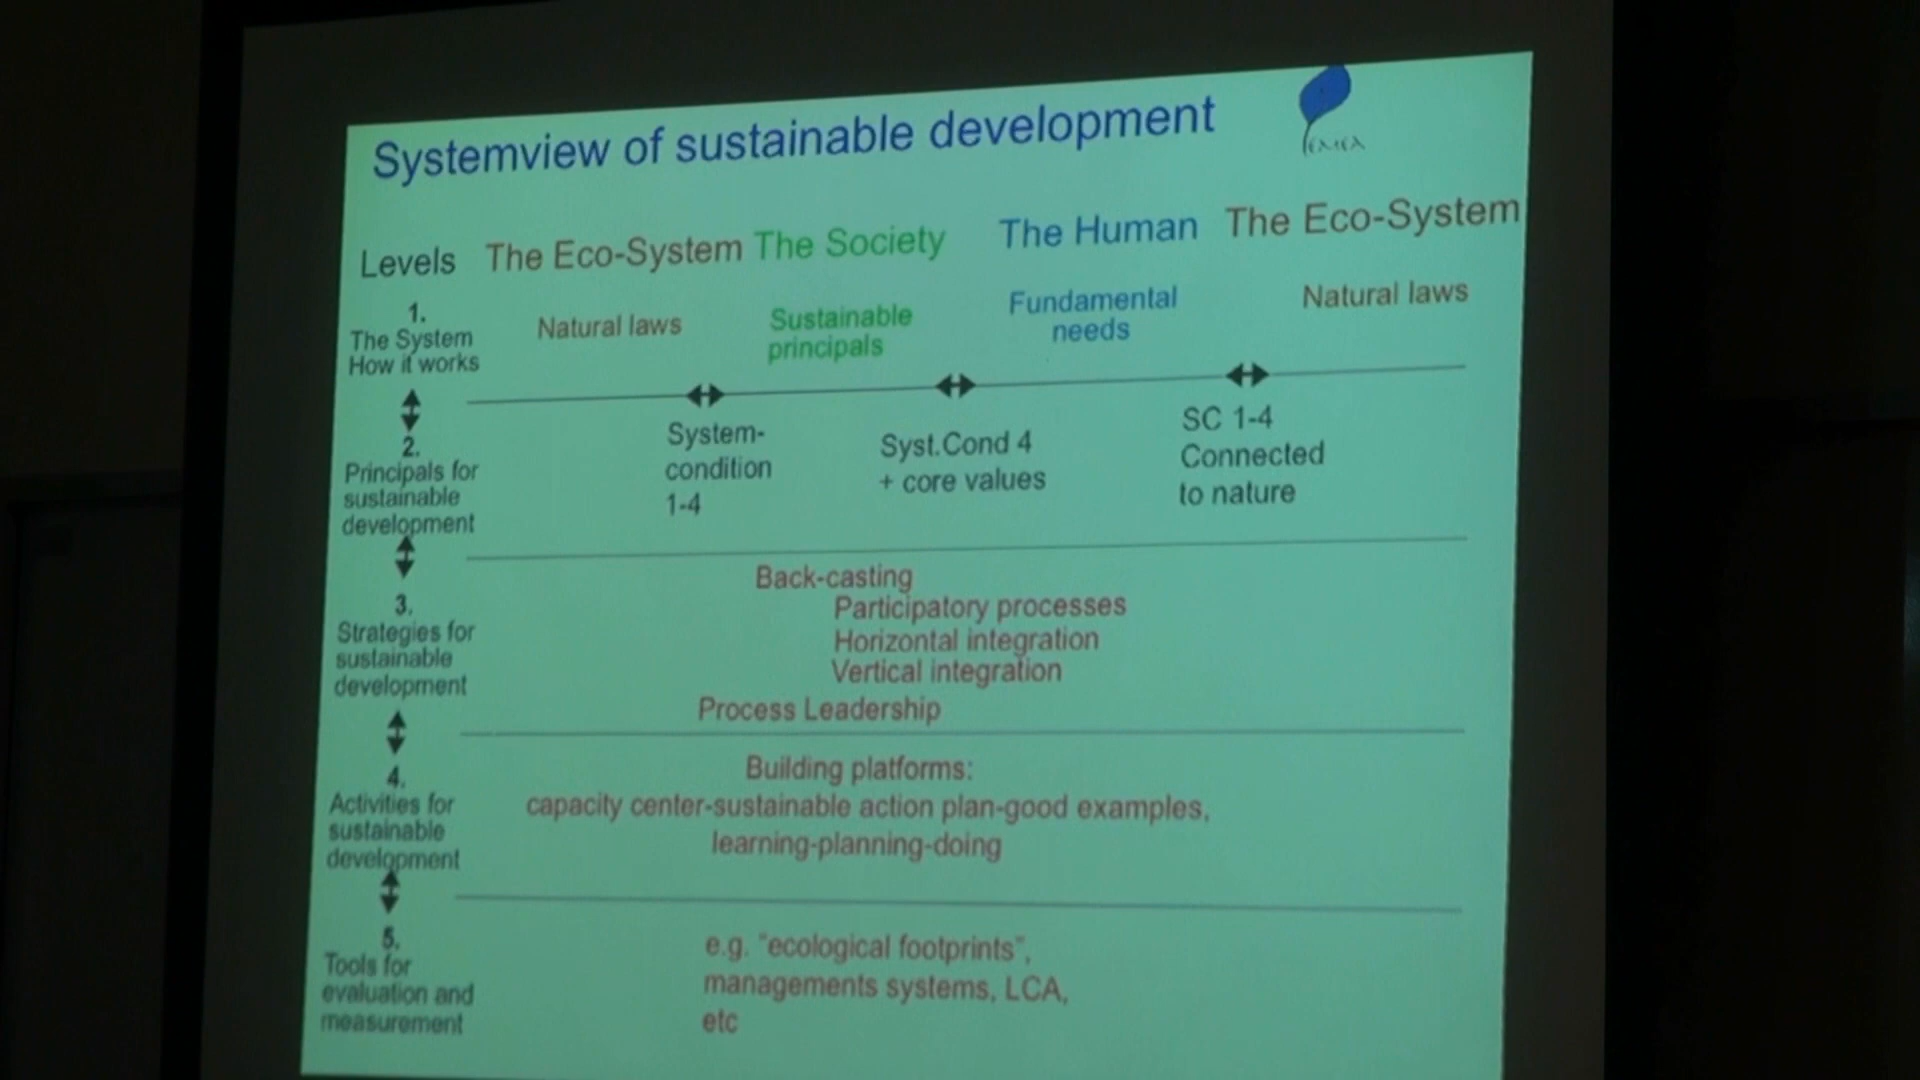 Systemview of sustainable development
Levels The Eco-System The Society The Human The Eco-System
1.
The System
How it works
Natural laws
Sustainable
principals
Fundamental
needs
Natural laws
2.
Principals for
sustainable
development
System-
condition
1-4
Syst.Cond 4
+ core values
SC 1-4
Connected
to nature
3.
Strategies for
sustainable
development
Back-casting
Participatory processes
Horizontal integration
Vertical integration
Process Leadership
4.
Activities for
sustainable
development
Building platforms:
capacity center-sustainable action plan-good examples,
learning-planning-doing
5.
Tools for
evaluation and
measurement
e.g. "ecological footprints",
managements systems, LCA,
etc